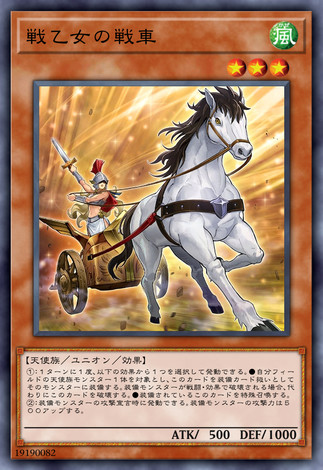 戦乙女の戦車
風
【天使族／ユニオン／効果】
①：１ターンに１度、以下の効果から１つを選択して発動できる。●自分フィー
ルドの天使族モンスター１体を対象とし、このカードを装備カード扱いとして
そのモンスターに装備する。装備モンスターが戦闘・効果で破壊される場合、代
わりにこのカードを破壊する。●装備されているこのカードを特殊召喚する。
②：装備モンスターの攻撃宣言時に発動できる。装備モンスターの攻撃力は５
００アップする。
ATK/ 500 DEF/1000
19190082